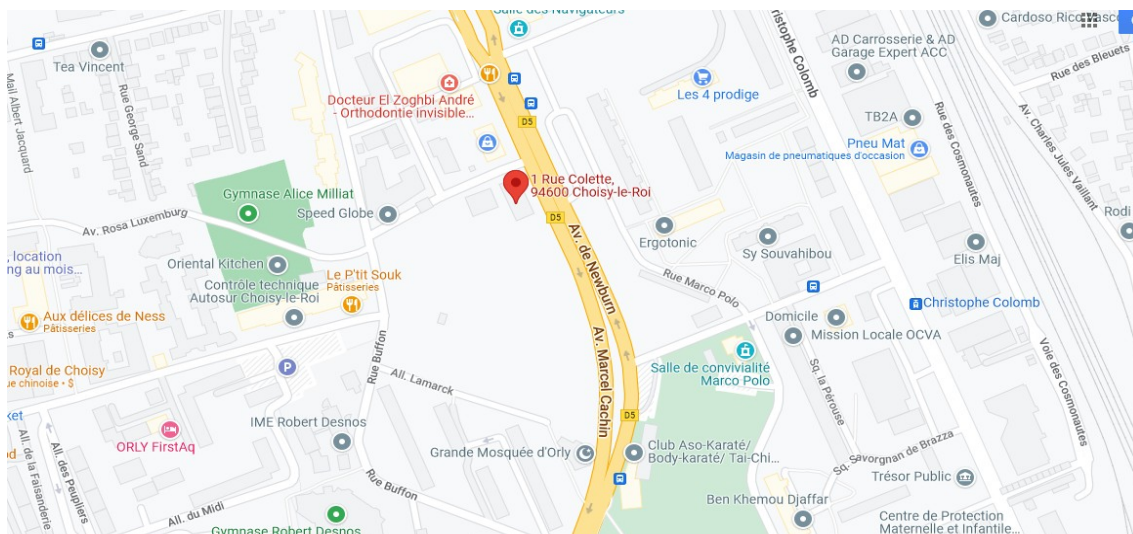 Salle des Navigateurs
Cardoso Rico Vasco
Tea Vincent
AD Carrosserie & AD
Garage Expert ACC
Christophe Colomb
Rue des Bleuets
Mail Albert Jacquard
Rue George Sand
Docteur El Zoghbi André
- Orthodontie invisible...
Les 4 prodige
D5
TB2A
Pneu Mat
Magasin de pneumatiques d'occasion
Rue des Cosmonautes
Av. Charles Jules Vaillant
1 Rue Colette,
94600 Choisy-le-Roi
Gymnase Alice Milliat
Speed Globe
D5
Rodi
Av. Rosa Luxemburg
Av. de Newburn
Ergotonic
Sy Souvahibou
Elis Maj
, location
ng au mois...
Oriental Kitchen
Contrôle technique
Autosur Choisy-le-Roi
Le P'tit Souk
Pâtisseries
Rue Marco Polo
Christophe Colomb
Aux délices de Ness
Pâtisseries
Domicile
Mission Locale OCVA
Av. Marcel Cachin
Rue Buffon
Royal de Choisy
ue chinoise • $
P
All. Lamarck
Salle de convivialité
Marco Polo
Sq. la Pérouse
Voie des Cosmonautes
ket
D5
IME Robert Desnos
ORLY FirstAq
Grande Mosquée d'Orly
Club Aso-Karaté/
Body-karaté/ Tai-Chi...
Sq. Savorgnan de Brazza
All. de la Faisanderie
All. des Peupliers
Trésor Public
Rue Buffon
Ben Khemou Djaffar
All. du Midi
Centre de Protection
Maternelle et Infantile...
Gymnase Robert Desnos